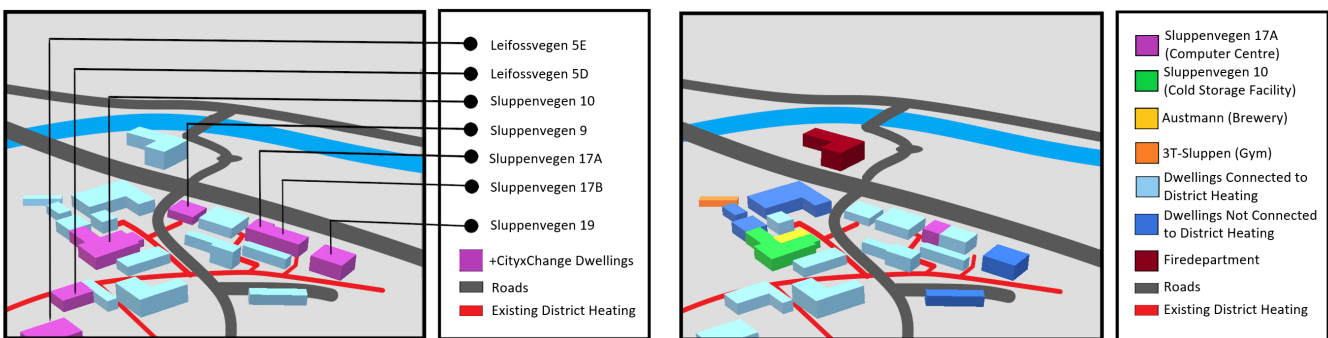 Leifossvegen 5E
Leifossvegen 5D
Sluppenvegen 10
Sluppenvegen 9
Sluppenvegen 17A
Sluppenvegen 17B
Sluppenvegen 19
+CityxChange Dwellings
Roads
Existing District Heating
Sluppenvegen 17A
(Computer Centre)
Sluppenvegen 10
(Cold Storage Facility)
Austmann (Brewery)
3T-Sluppen (Gym)
Dwellings Connected to
District Heating
Dwellings Not Connected
to District Heating
Firedepartment
Roads
Existing District Heating